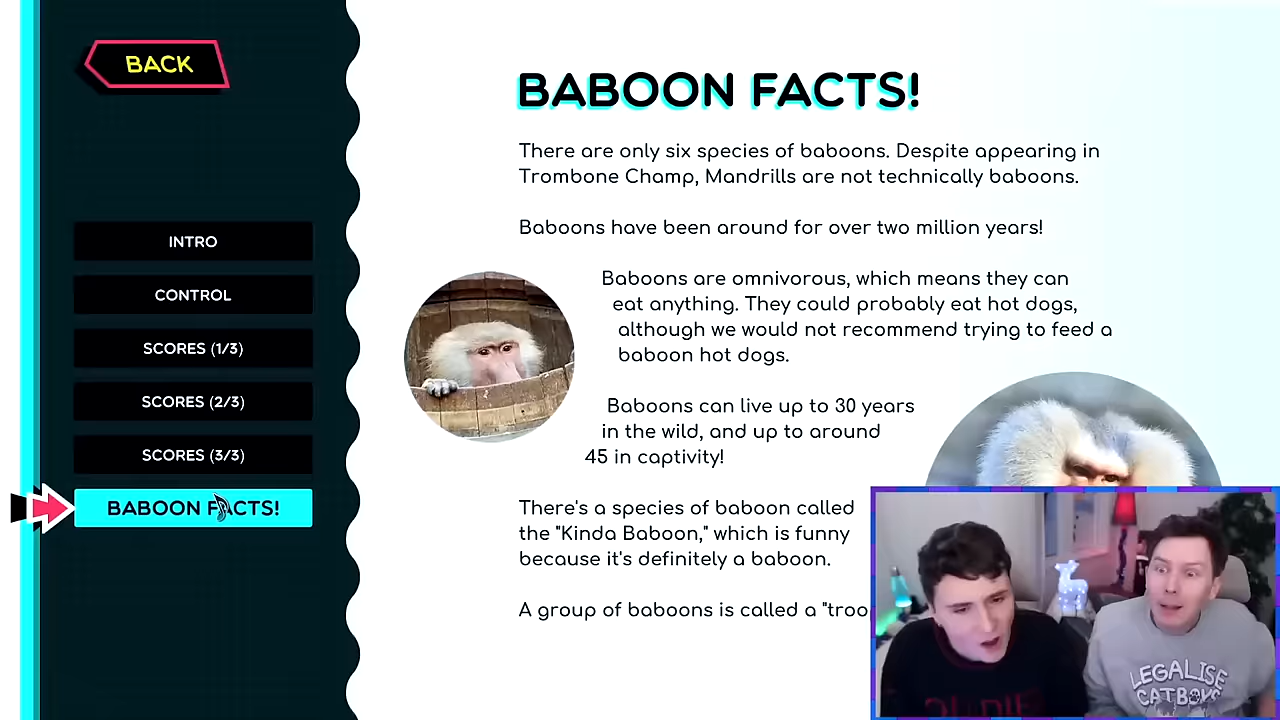 BACK
BABOON FACTS!
There are only six species of baboons. Despite appearing in
Trombone Champ, Mandrills are not technically baboons.
Baboons have been around for over two million years!
INTRO
CONTROL
SCORES (1/3)
SCORES (2/3)
SCORES (3/3)
BABOON FACTS!
Baboons are omnivorous, which means they can
eat anything. They could probably eat hot dogs,
although we would not recommend trying to feed a
baboon hot dogs.
Baboons can live up to 30 years
in the wild, and up to around
45 in captivity!
There's a species of baboon called
the "Kinda Baboon," which is funny
because it's definitely a baboon.
A group of baboons is called a "troo
LEGALISE
CATBOYS